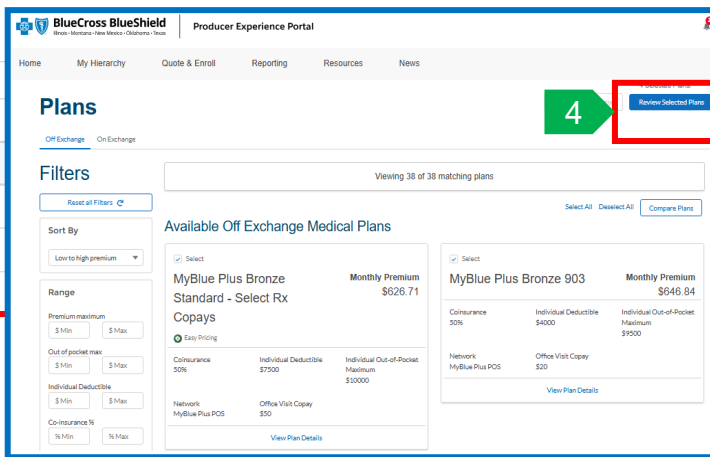 BlueCross BlueShield
Illinois • Montana • New Mexico • Oklahoma • Texas
Producer Experience Portal
Home My Hierarchy Quote & Enroll Reporting Resources News
Plans
4
Review Selected Plans
Off Exchange On Exchange
Filters
Viewing 38 of 38 matching plans
Reset all Filters
Select All Deselect All Compare Plans
Sort By
Low to high premium
Available Off Exchange Medical Plans
Select
MyBlue Plus Bronze
Standard - Select Rx
Copays
Monthly Premium
$626.71
Easy Pricing
Coinsurance
50%
Individual Deductible
$7500
Individual Out-of-Pocket
Maximum
$10000
Network
MyBlue Plus POS
Office Visit Copay
$50
View Plan Details
Select
MyBlue Plus Bronze 903
Monthly Premium
$646.84
Coinsurance
50%
Individual Deductible
$4000
Individual Out-of-Pocket
Maximum
$9500
Network
MyBlue Plus POS
Office Visit Copay
$20
View Plan Details
Range
Premium maximum
$ Min $ Max
Out of pocket max
$ Min $ Max
Individual Deductible
$ Min $ Max
Co-insurance %
% Min % Max